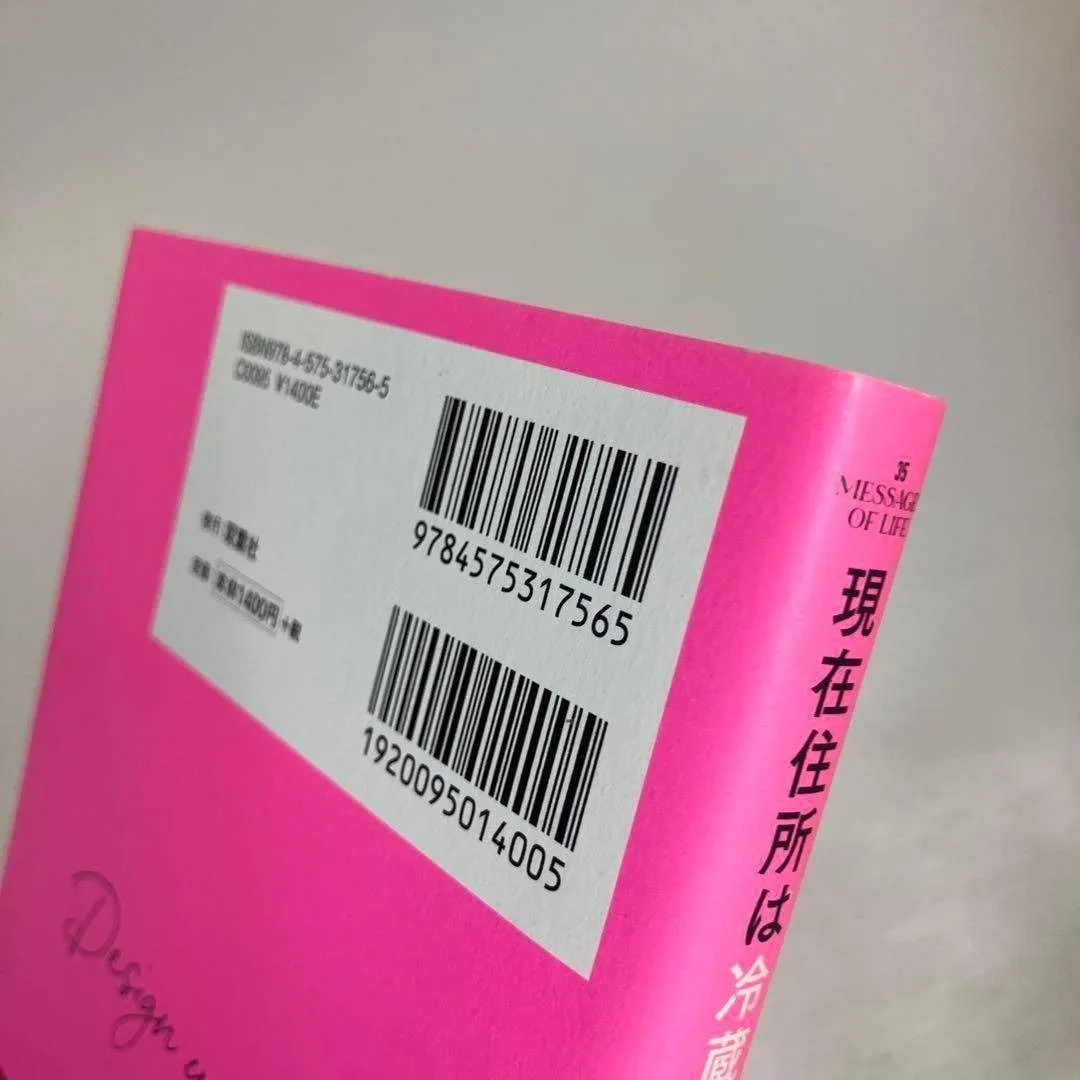 ISBN978-4-575-31756-5
C0095 ¥1400E
9784575317565
発行 双葉社
定価 本体1400円+税
1920095014005
Design
35
MESSAGE
OF LIFE
現在住所は冷蔵